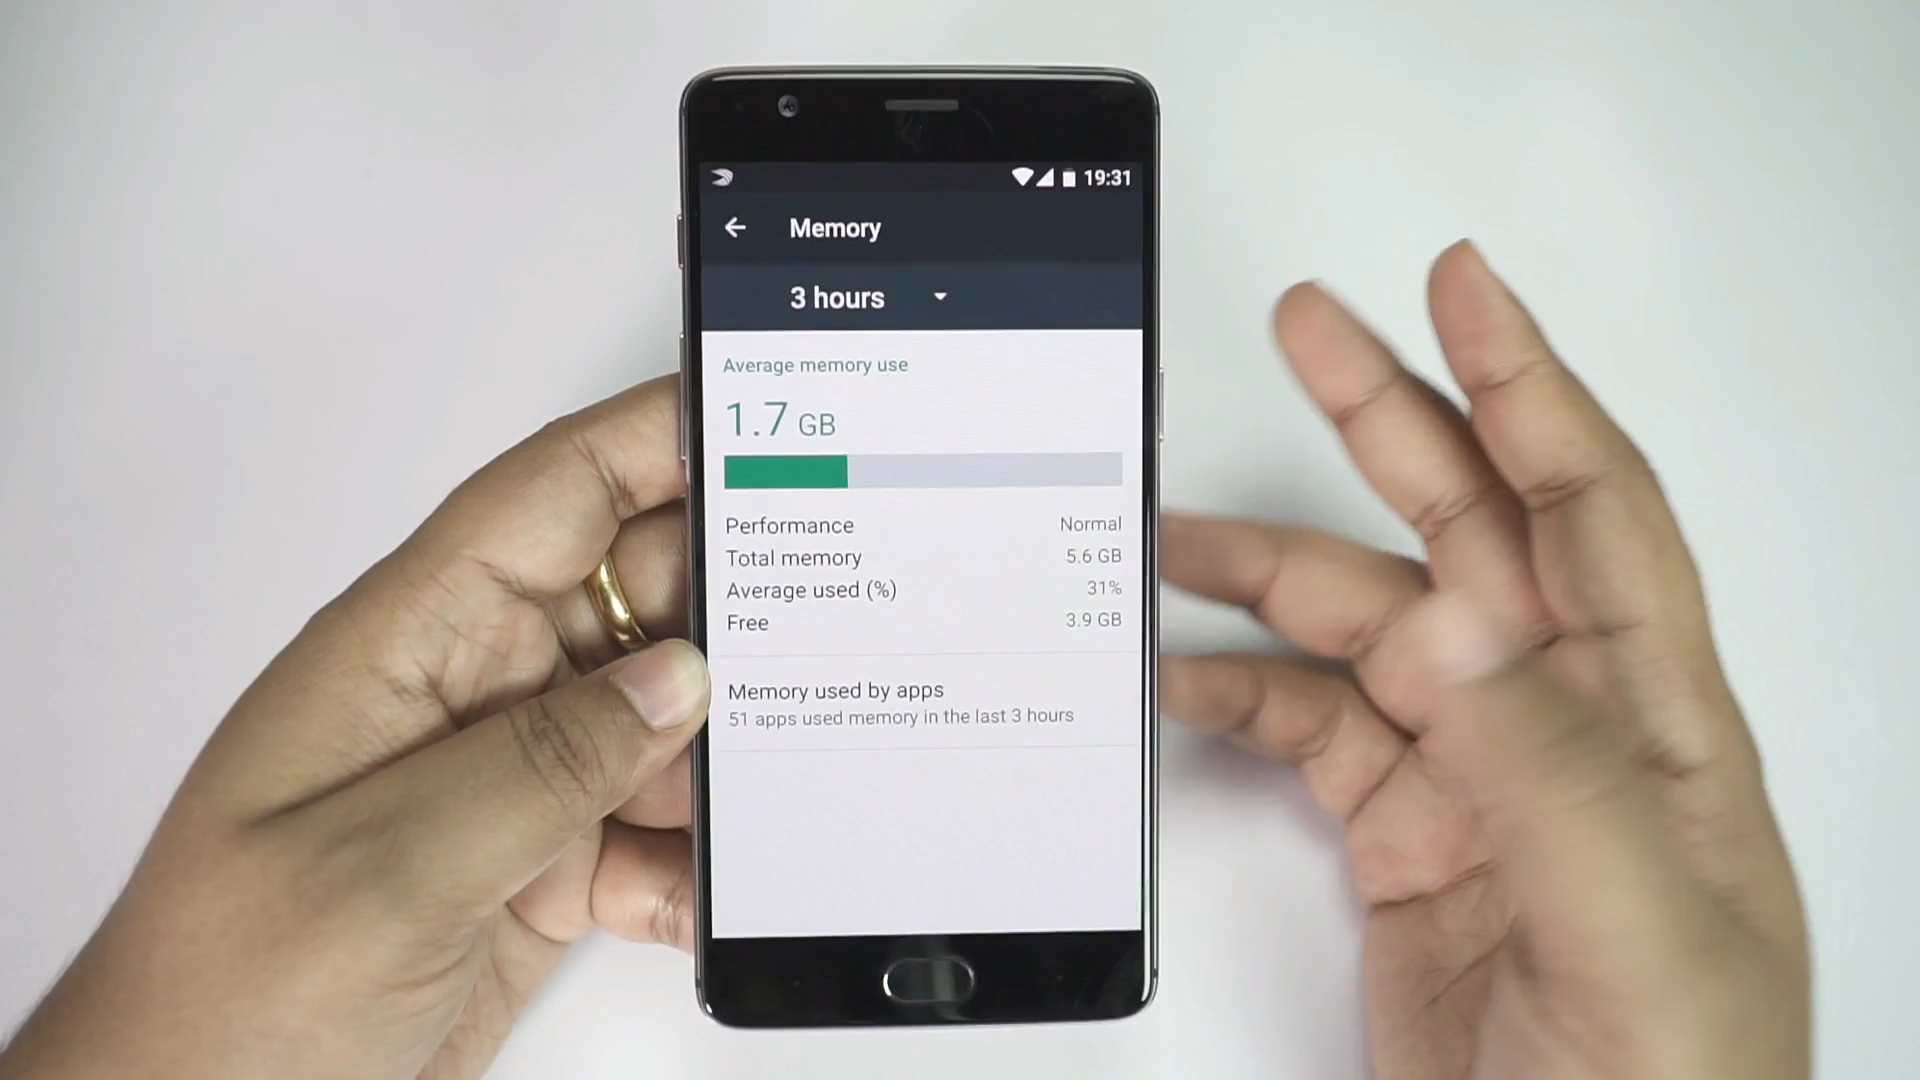 19:31
Memory
3 hours
Average memory use
1.7 GB
Performance Normal
Total memory 5.6 GB
Average used (%) 31%
Free 3.9 GB
Memory used by apps
51 apps used memory in the last 3 hours